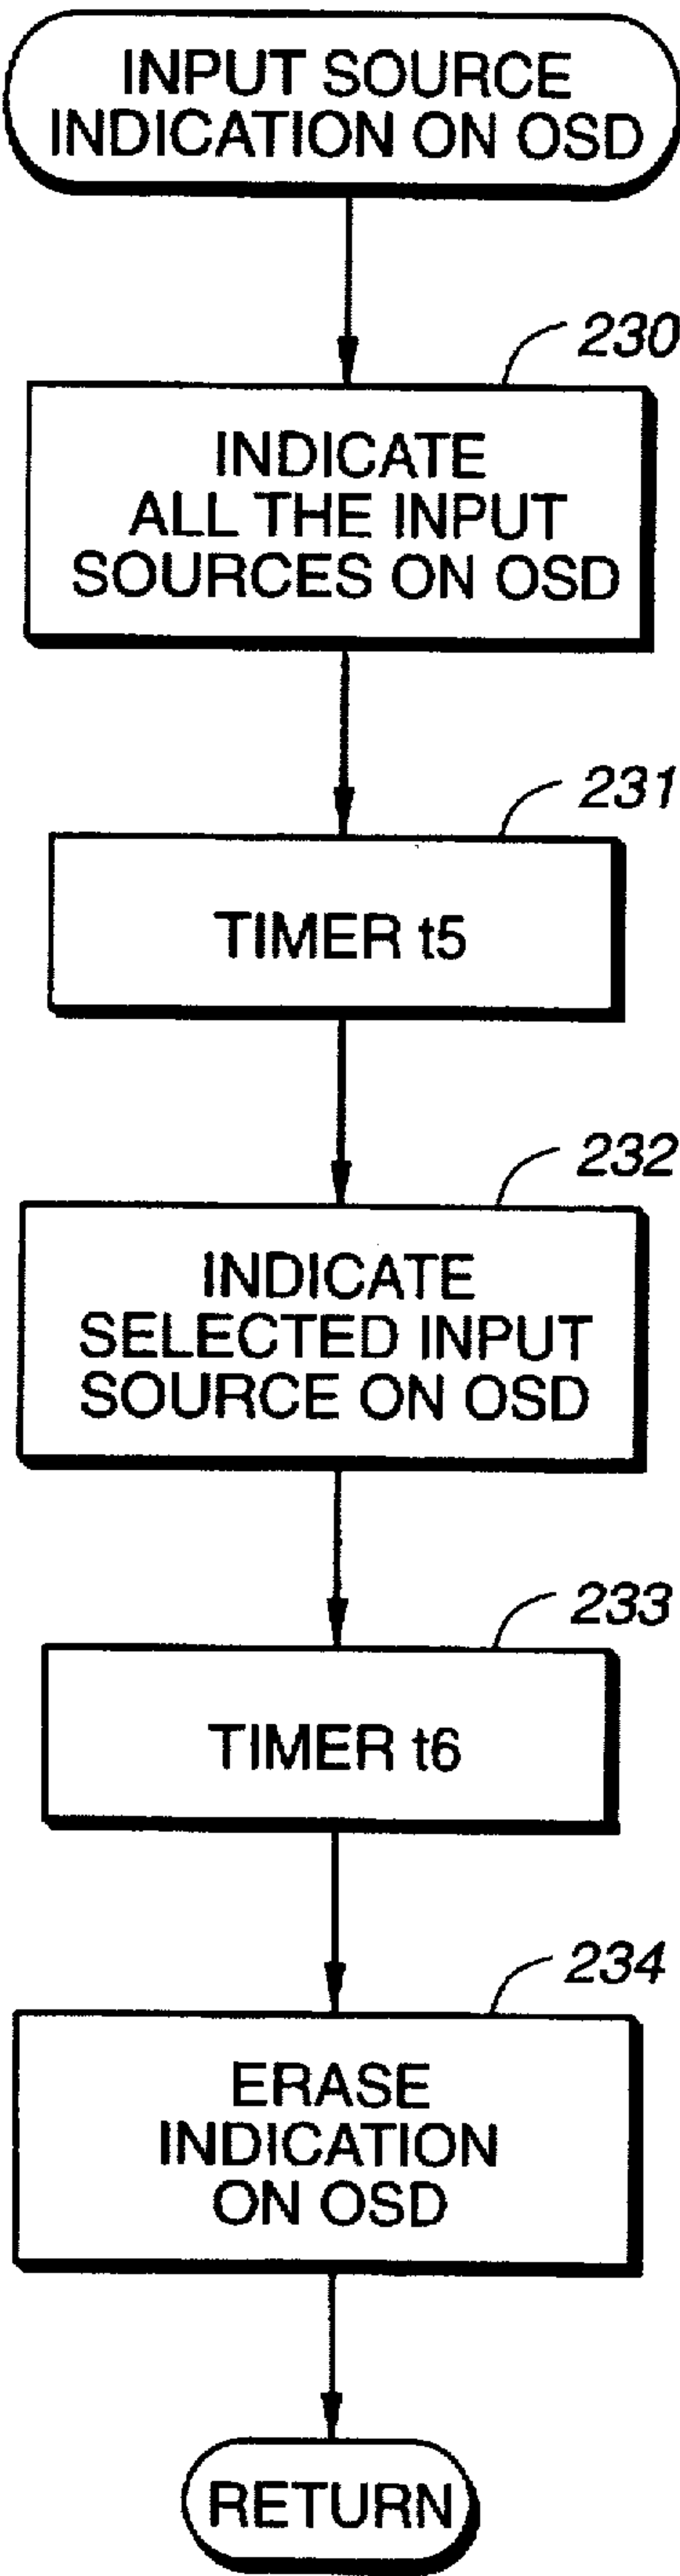 INPUT SOURCE
INDICATION ON OSD
230
INDICATE
ALL THE INPUT
SOURCES ON OSD
231
TIMER t5
232
INDICATE
SELECTED INPUT
SOURCE ON OSD
233
TIMER t6
234
ERASE
INDICATION
ON OSD
RETURN